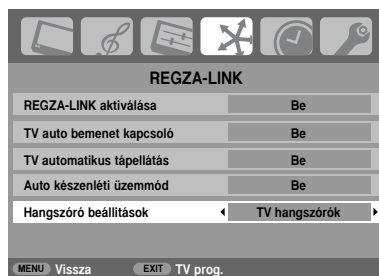 REGZA-LINK
REGZA-LINK aktiválása Be
TV auto bemenet kapcsoló Be
TV automatikus tápellátás Be
Auto készenléti üzemmód Be
Hangszóró beállitások TV hangszórók
MENU Vissza EXIT TV prog.